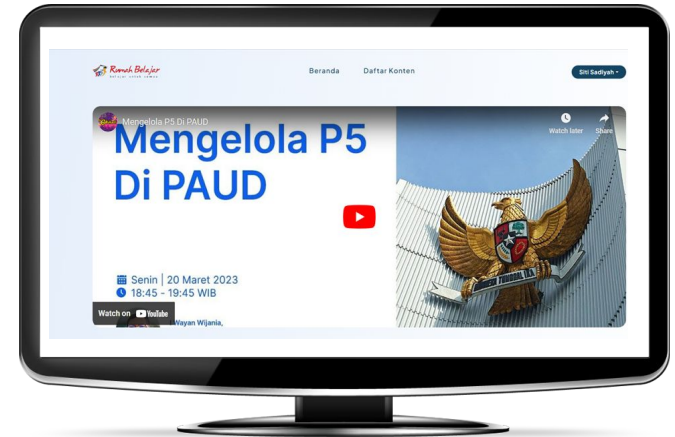 Rumah Belajar
Beranda
Daftar Konten
Siti Sadiyah
Mengelola P5 Di PAUD
Watch later
Share
Mengelola P5
Di PAUD
Senin | 20 Maret 2023
18:45 - 19:45 WIB
Watch on YouTube
I Wayan Wijania,